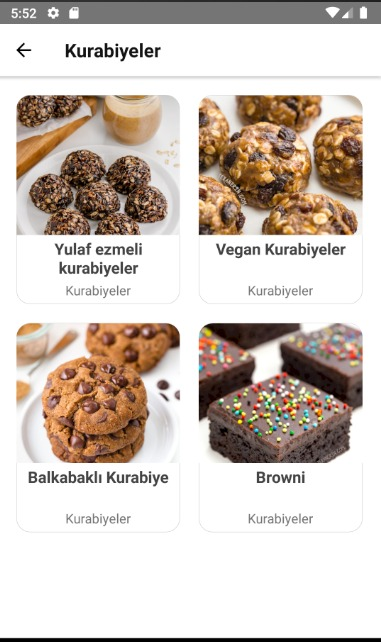 5:52
Kurabiyeler
Yulaf ezmeli
kurabiyeler
Kurabiyeler
Vegan Kurabiyeler
Kurabiyeler
Balkabaklı Kurabiye
Kurabiyeler
Browni
Kurabiyeler